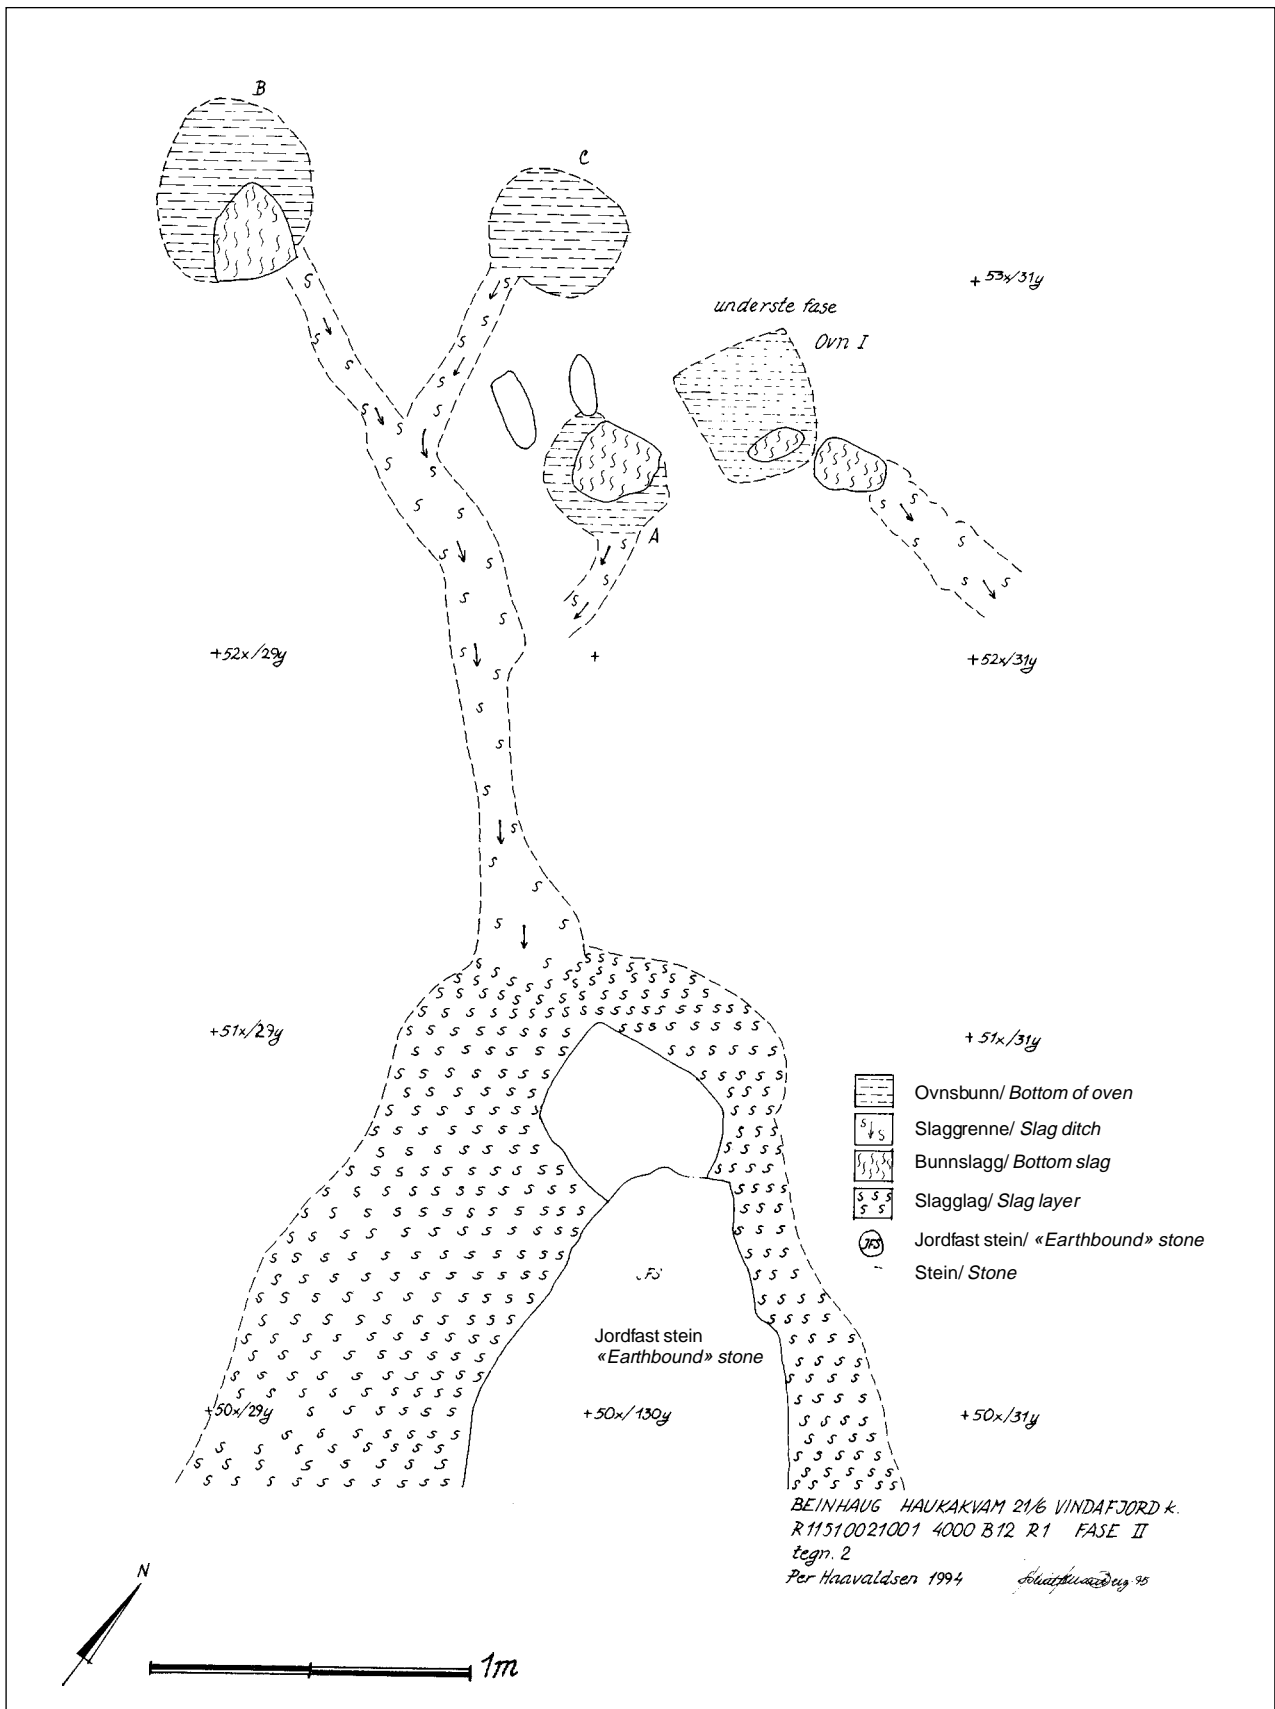 B
C
+ 53x/31y
underste fase
Ovn I
A
+52x/29y
+
+52x/31y
+51x/29y
+51x/31y
Ovnsbunn/ Bottom of oven
Slaggrenne/ Slag ditch
Bunnslagg/ Bottom slag
Slagglag/ Slag layer
JFS Jordfast stein/ «Earthbound» stone
Stein/ Stone
JFS
Jordfast stein
«Earthbound» stone
+50x/29y
+50x/130y
+50x/31y
BEINHAUG HAUKAKVAM 21/6 VINDAFJORD k.
R11510021001 4000 B12 R1 FASE II
tegn. 2
Per Haavaldsen 1994
95
N
1m